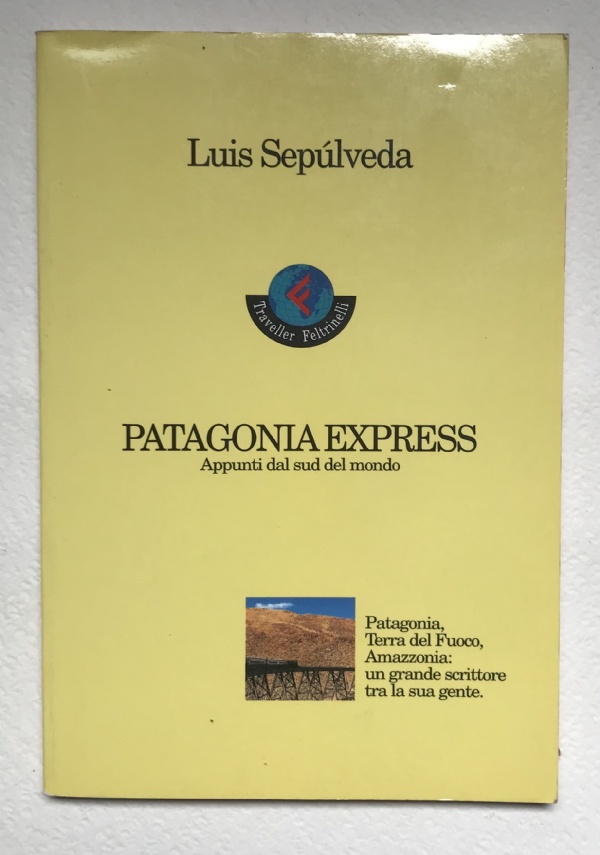 Luis Sepúlveda
Traveller Feltrinelli
PATAGONIA EXPRESS
Appunti dal sud del mondo
Patagonia,
Terra del Fuoco,
Amazzonia:
un grande scrittore
tra la sua gente.